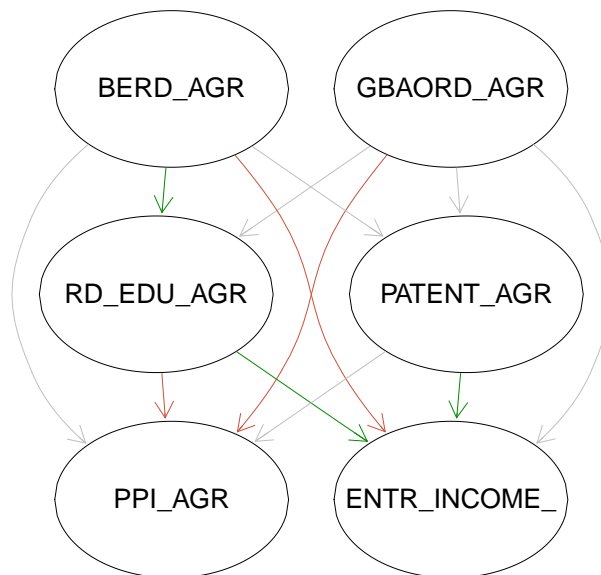 BERD_AGR
GBAORD_AGR
RD_EDU_AGR
PATENT_AGR
PPI_AGR
ENTR_INCOME_